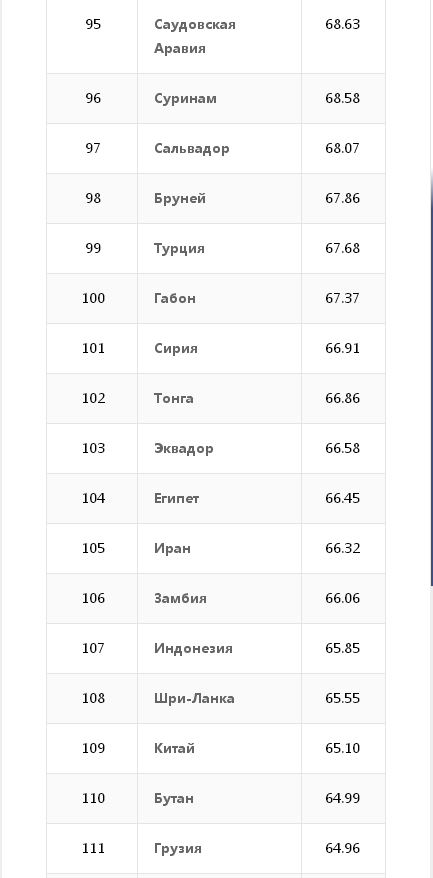 95 Саудовская 68.63
Аравия
96 Суринам 68.58
97 Сальвадор 68.07
98 Бруней 67.86
99 Турция 67.68
100 Габон 67.37
101 Сирия 66.91
102 Тонга 66.86
103 Эквадор 66.58
104 Египет 66.45
105 Иран 66.32
106 Замбия 66.06
107 Индонезия 65.85
108 Шри-Ланка 65.55
109 Китай 65.10
110 Бутан 64.99
111 Грузия 64.96